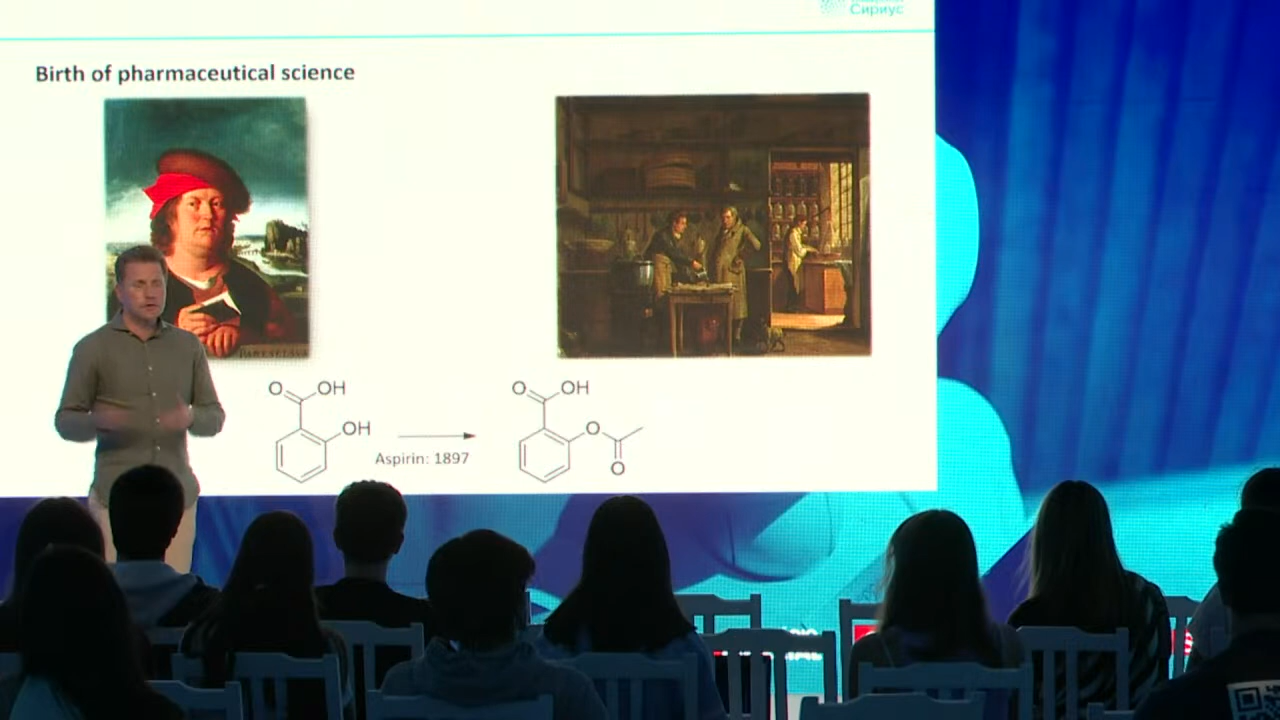 Сириус
Birth of pharmaceutical science
O OH
OH
Aspirin: 1897
O OH
O
O